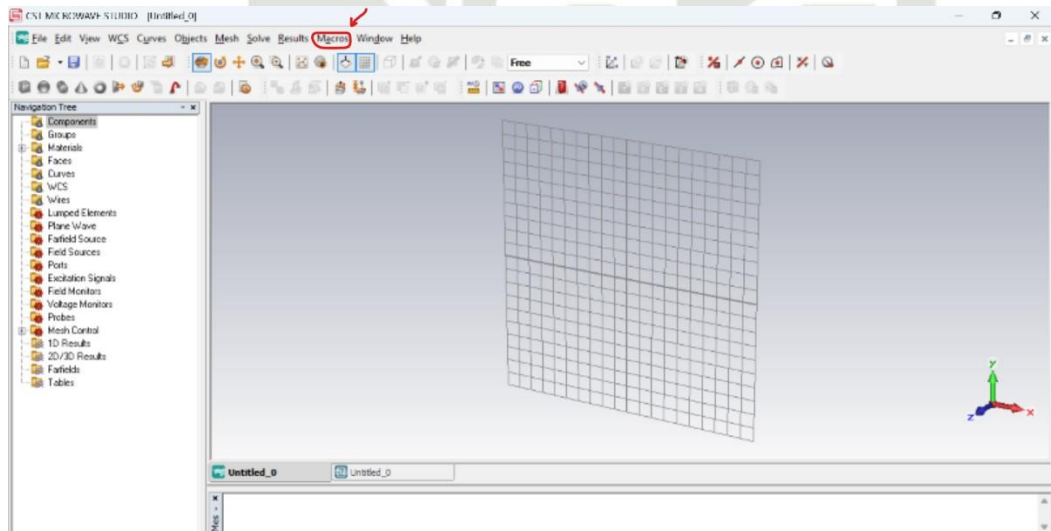 CST MICROWAVE STUDIO - [Untitled_0]
File Edit View WCS Curves Objects Mesh Solve Results Macros Window Help
Free
Navigation Tree
Components
Groups
Materials
Faces
Curves
WCS
Wires
Lumped Elements
Plane Wave
Farfield Source
Field Sources
Ports
Excitation Signals
Field Monitors
Voltage Monitors
Probes
Mesh Control
1D Results
2D/3D Results
Farfields
Tables
y
z
x
Untitled_0
Untitled_0
Mes